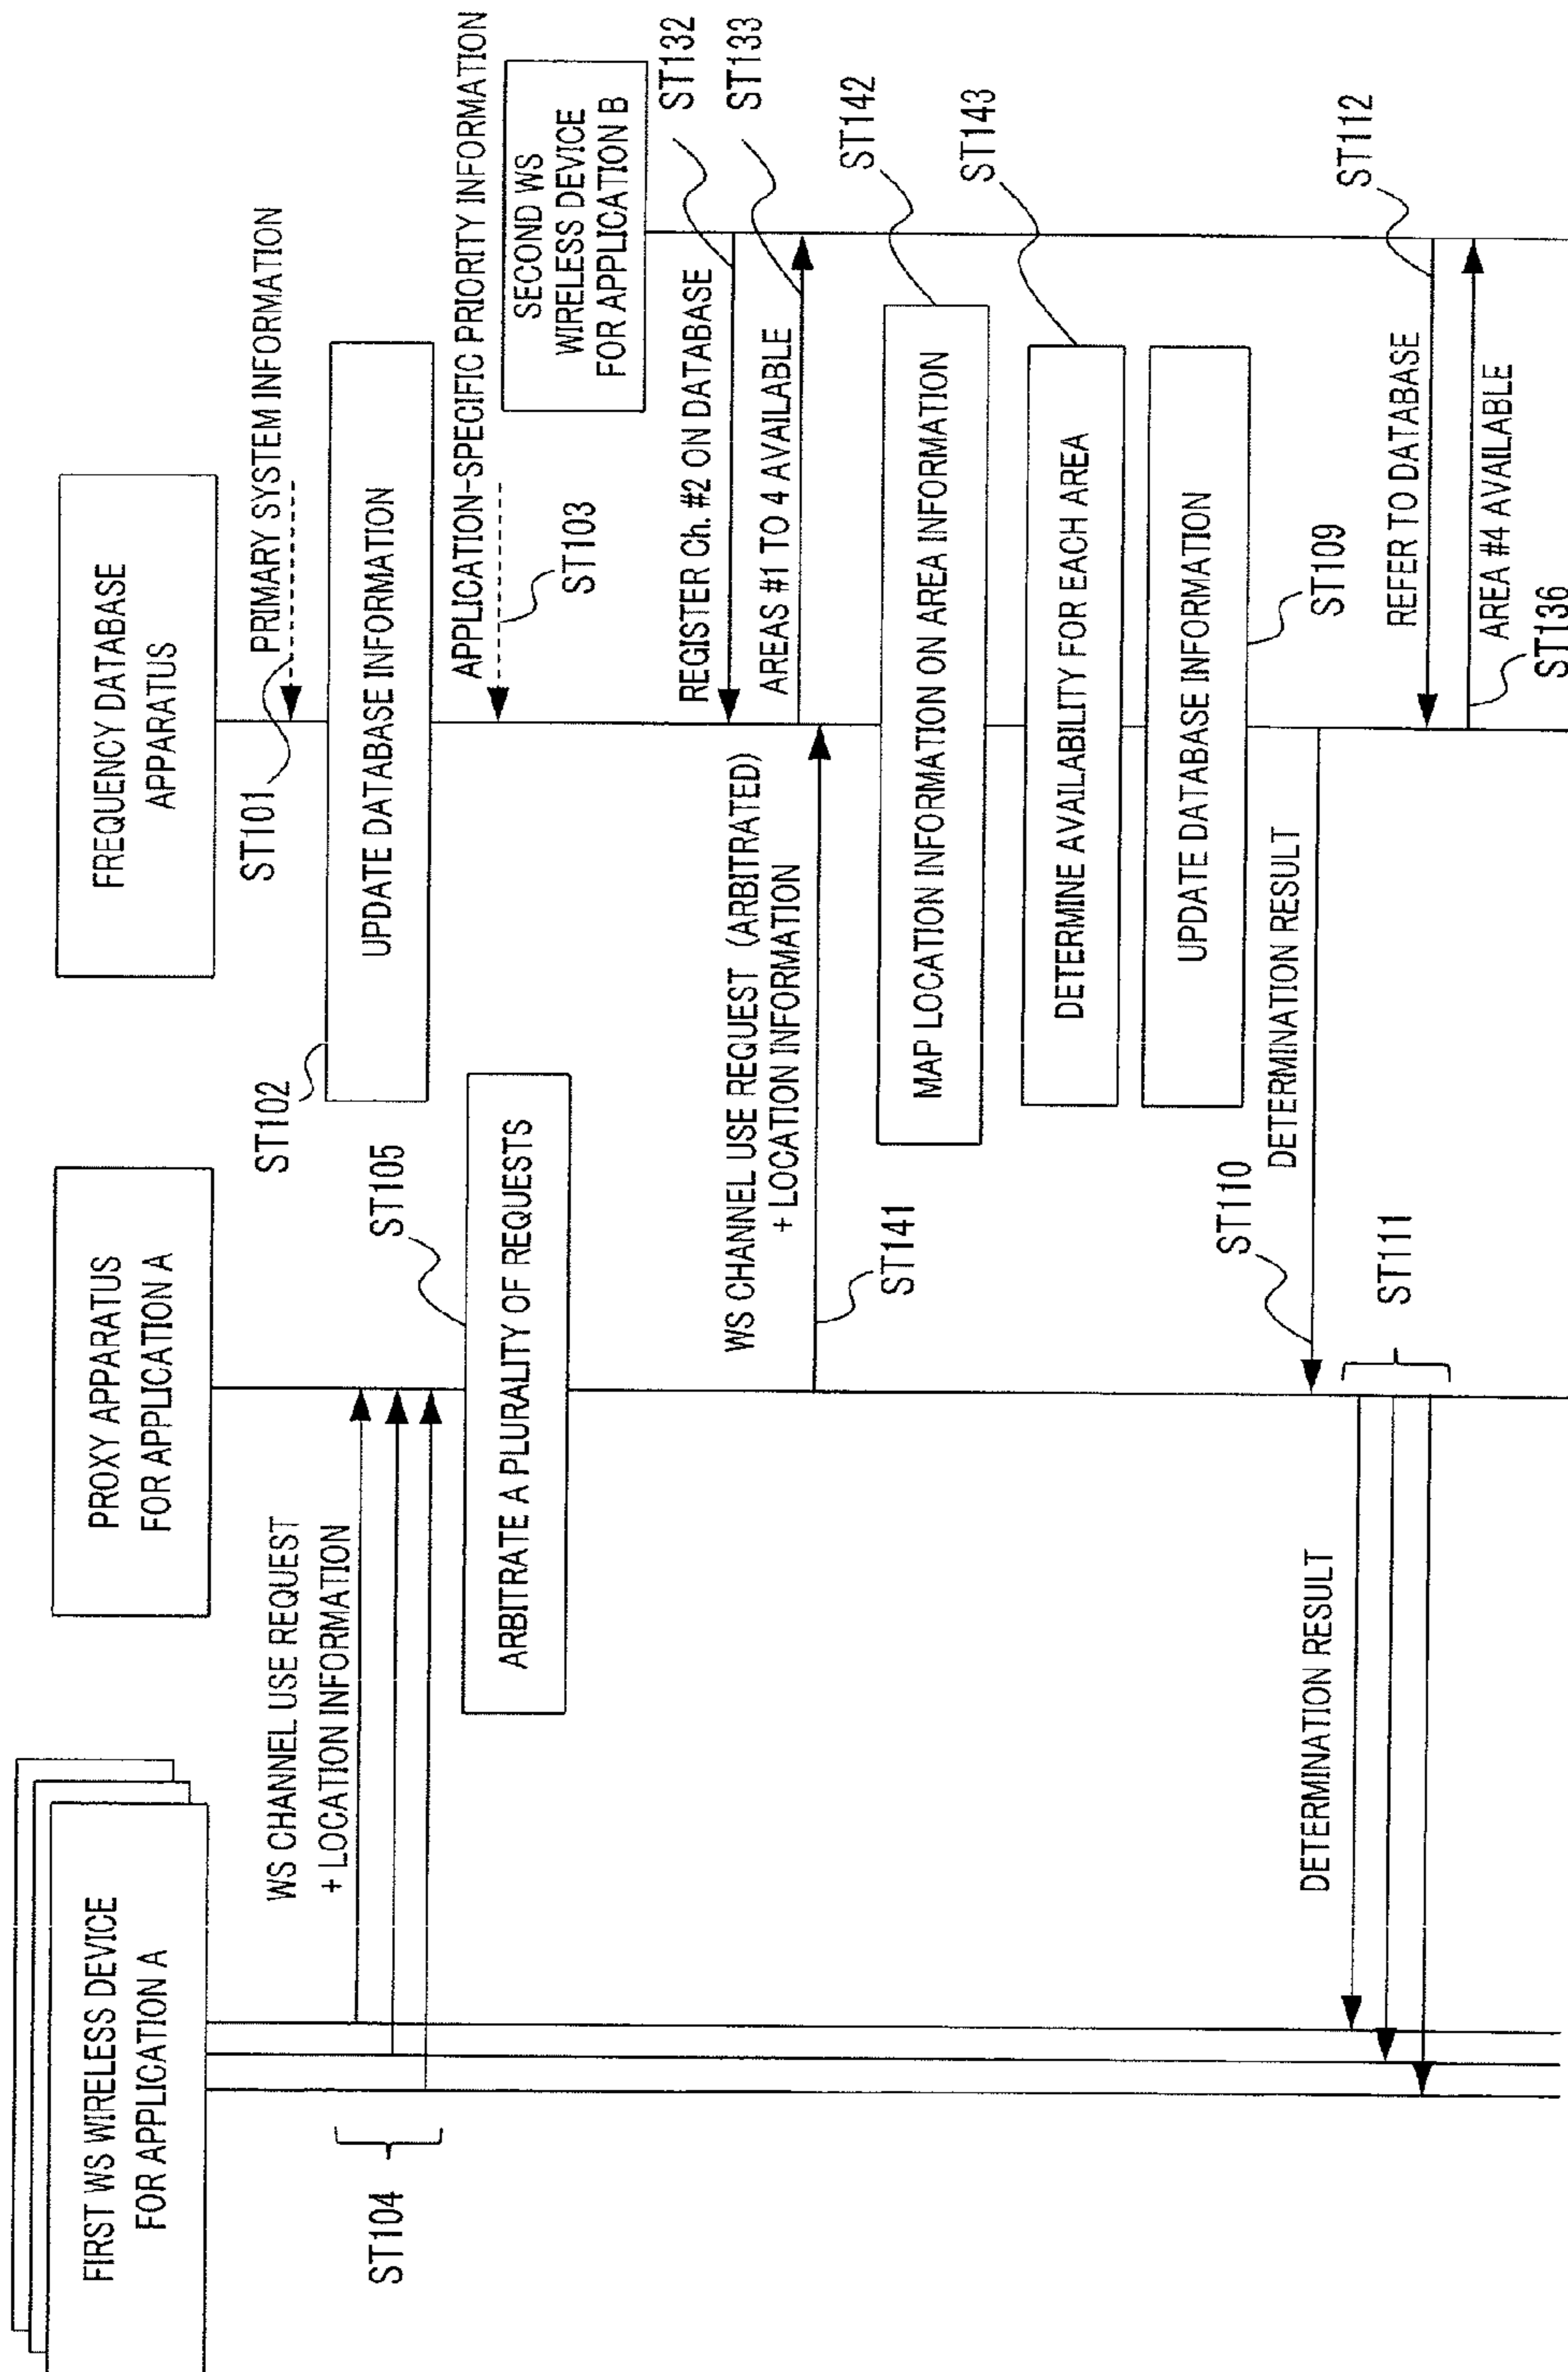 FIRST WS WIRELESS DEVICE
FOR APPLICATION A
PROXY APPARATUS
FOR APPLICATION A
FREQUENCY DATABASE
APPARATUS
ST101
PRIMARY SYSTEM INFORMATION
ST102
UPDATE DATABASE INFORMATION
APPLICATION-SPECIFIC PRIORITY INFORMATION
ST103
SECOND WS
WIRELESS DEVICE
FOR APPLICATION B
ST104
WS CHANNEL USE REQUEST
+ LOCATION INFORMATION
ST105
ARBITRATE A PLURALITY OF REQUESTS
REGISTER Ch. #2 ON DATABASE
ST132
AREAS #1 TO 4 AVAILABLE
ST133
WS CHANNEL USE REQUEST (ARBITRATED)
+ LOCATION INFORMATION
ST141
MAP LOCATION INFORMATION ON AREA INFORMATION
ST142
DETERMINE AVAILABILITY FOR EACH AREA
ST143
UPDATE DATABASE INFORMATION
ST109
DETERMINATION RESULT
ST110
DETERMINATION RESULT
ST111
REFER TO DATABASE
ST112
AREA #4 AVAILABLE
ST136